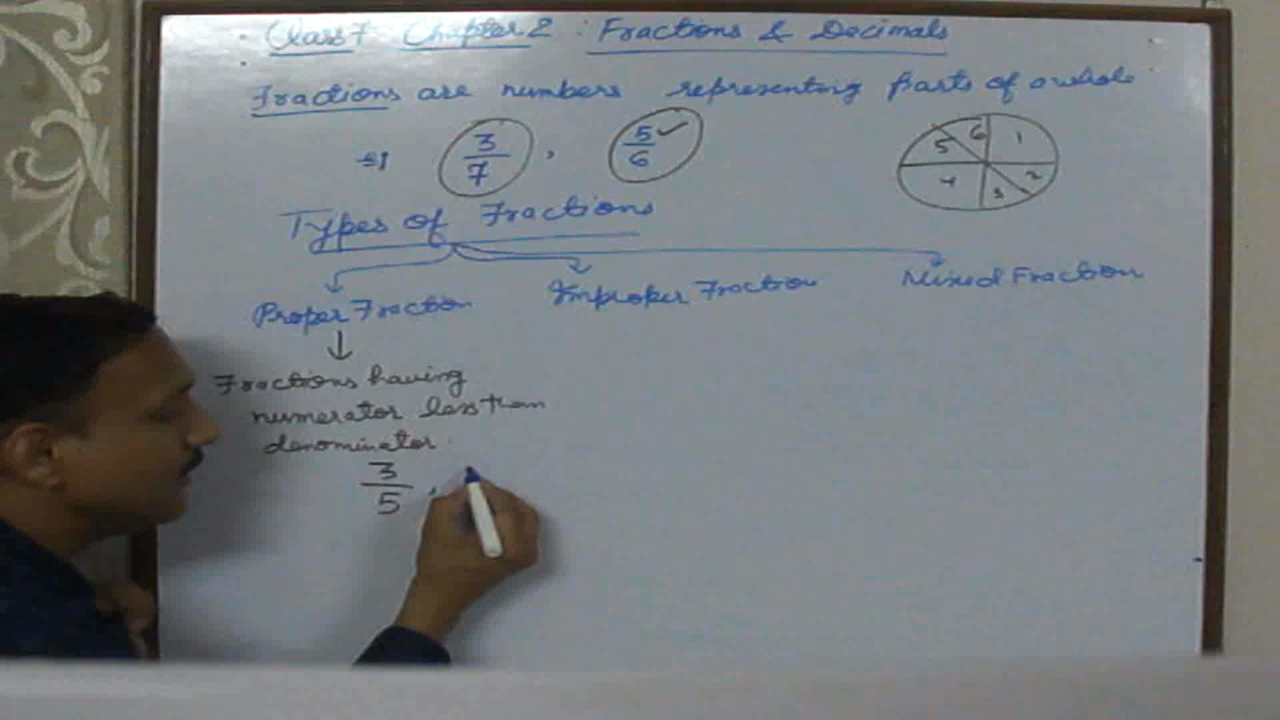 Class 7 Chapter 2 : Fractions & Decimals
Fractions are numbers representing Parts of a whole
eg 3/7 , 5/6 ✓
6 1
5 2
4 3
Types of Fractions
Proper Fraction Improper Fraction Mixed Fraction
↓
Fractions having
numerator less than
denominator.
3/5 ,